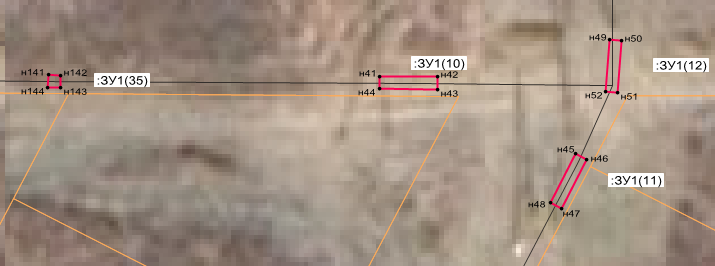 н49
н50
:ЗУ1(10)
:ЗУ1(12)
н141
н142
:ЗУ1(35)
н41
н42
н144
н143
н44
н43
н52
н51
н45
н46
:ЗУ1(11)
н48
н47